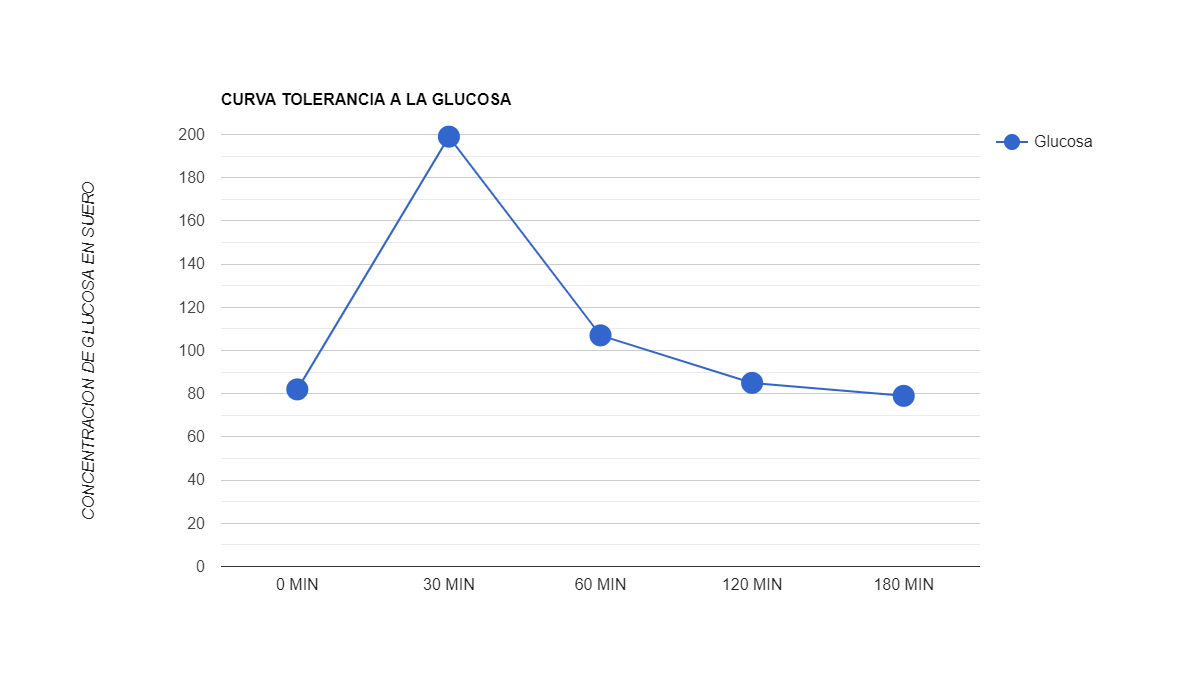 CURVA TOLERANCIA A LA GLUCOSA
Glucosa
CONCENTRACION DE GLUCOSA EN SUERO
200
180
160
140
120
100
80
60
40
20
0
0 MIN
30 MIN
60 MIN
120 MIN
180 MIN